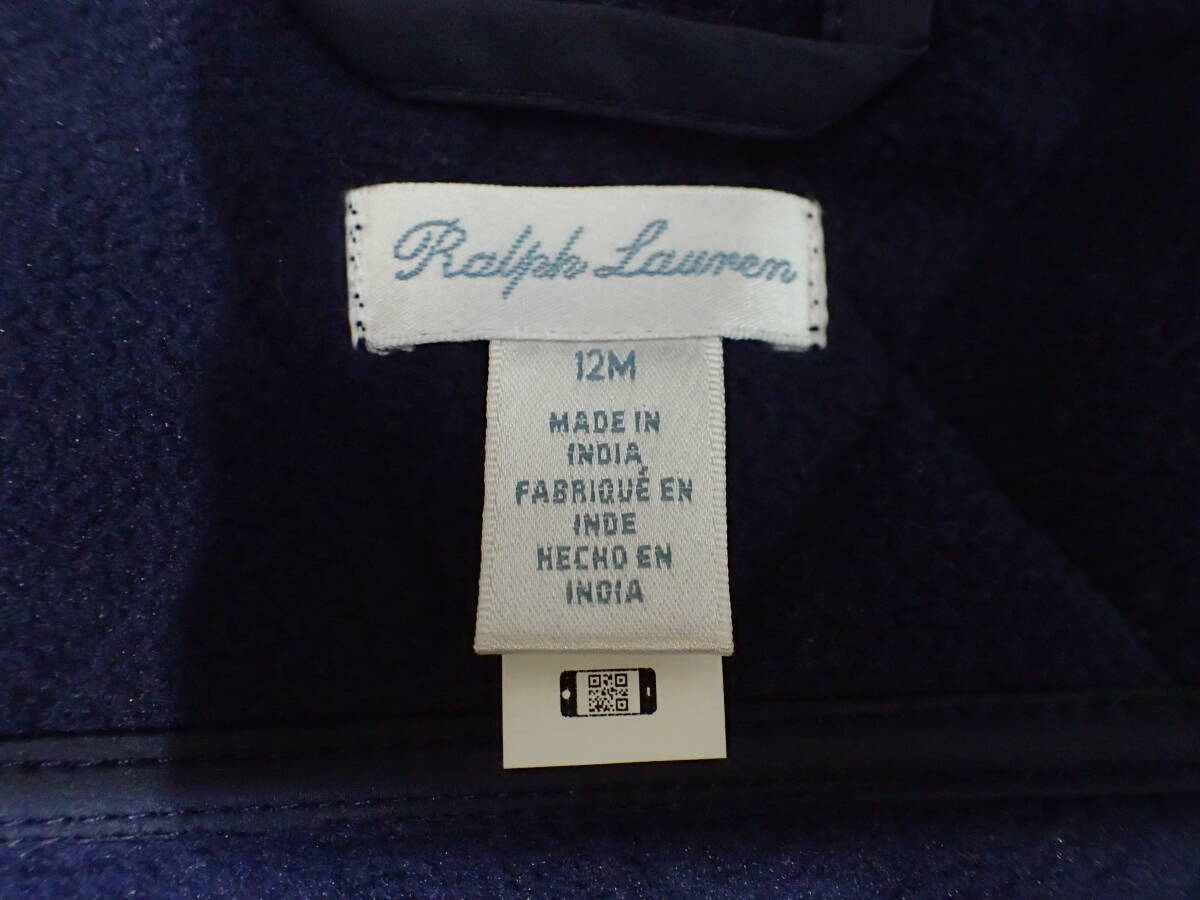 Ralph Lauren
12M
MADE IN
INDIA
FABRIQUÉ EN
INDE
HECHO EN
INDIA